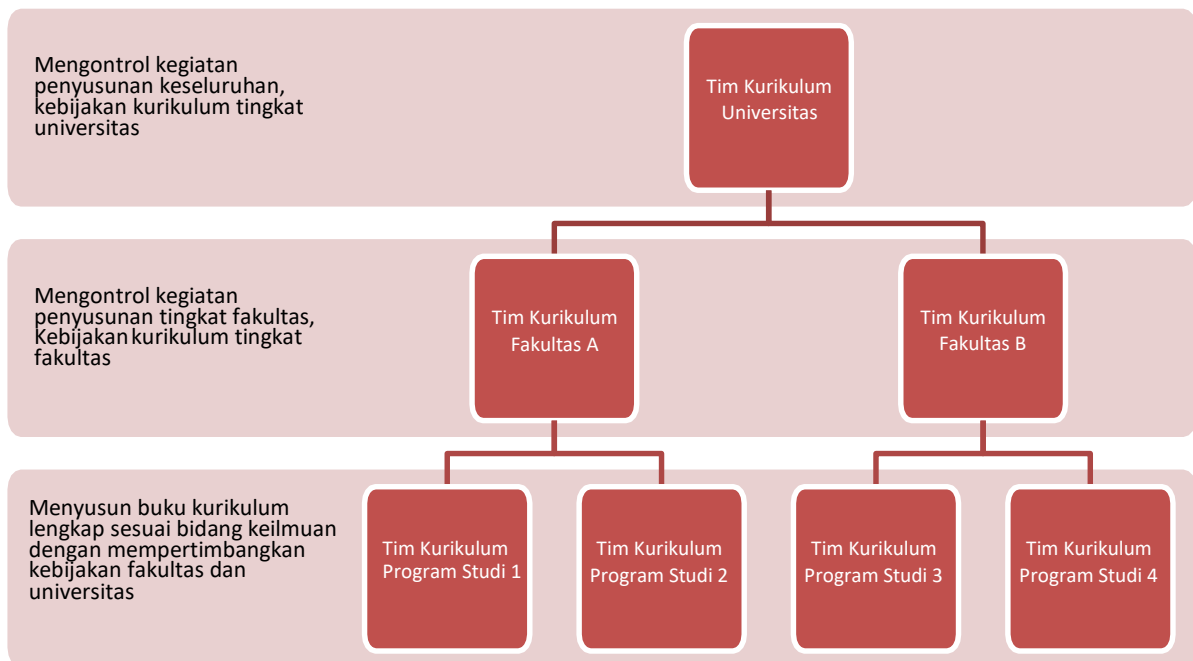 Mengontrol kegiatan
penyusunan keseluruhan,
kebijakan kurikulum tingkat
universitas
Tim Kurikulum
Universitas
Mengontrol kegiatan
penyusunan tingkat fakultas,
Kebijakan kurikulum tingkat
fakultas
Tim Kurikulum
Fakultas A
Tim Kurikulum
Fakultas B
Menyusun buku kurikulum
lengkap sesuai bidang keilmuan
dengan mempertimbangkan
kebijakan fakultas dan
universitas
Tim Kurikulum
Program Studi 1
Tim Kurikulum
Program Studi 2
Tim Kurikulum
Program Studi 3
Tim Kurikulum
Program Studi 4